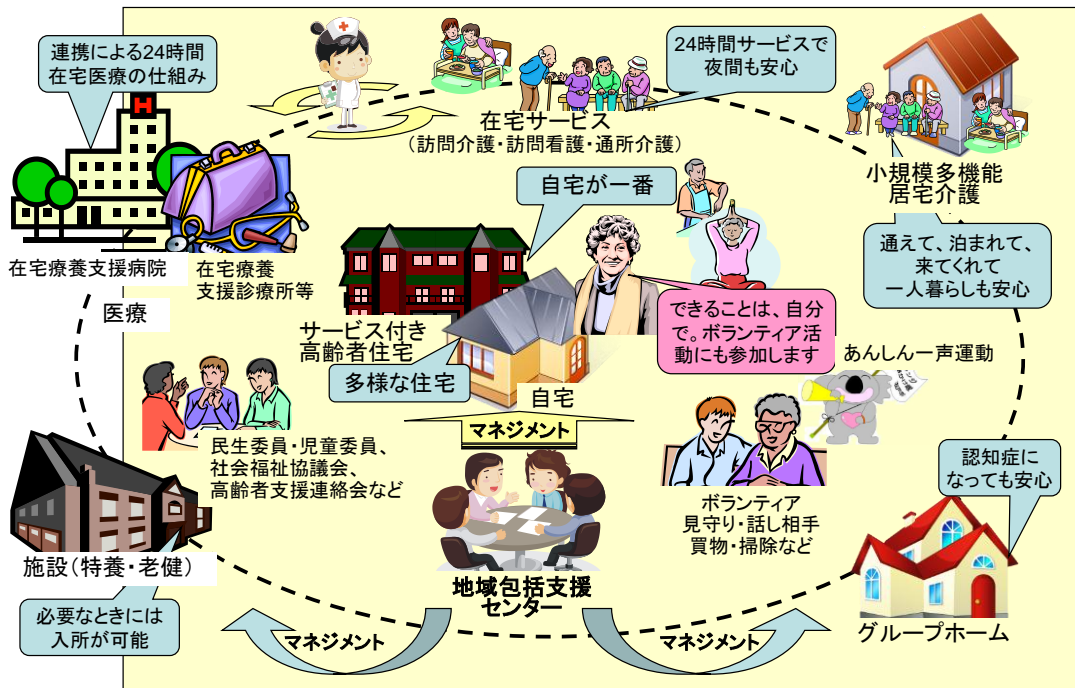 連携による24時間
在宅医療の仕組み
H
24時間サービスで
夜間も安心
在宅サービス
（訪問介護・訪問看護・通所介護）
小規模多機能
居宅介護
自宅が一番
通えて、泊まれて、
来てくれて
一人暮らしも安心
在宅療養支援病院
在宅療養
支援診療所等
医療
サービス付き
高齢者住宅
できることは、自分
で。ボランティア活
動にも参加します
多様な住宅
自宅
あんしん一声運動
マネジメント
民生委員・児童委員、
社会福祉協議会、
高齢者支援連絡会など
ボランティア
見守り・話し相手
買物・掃除など
認知症に
なっても安心
施設（特養・老健）
地域包括支援
センター
必要なときには
入所が可能
マネジメント
マネジメント
グループホーム